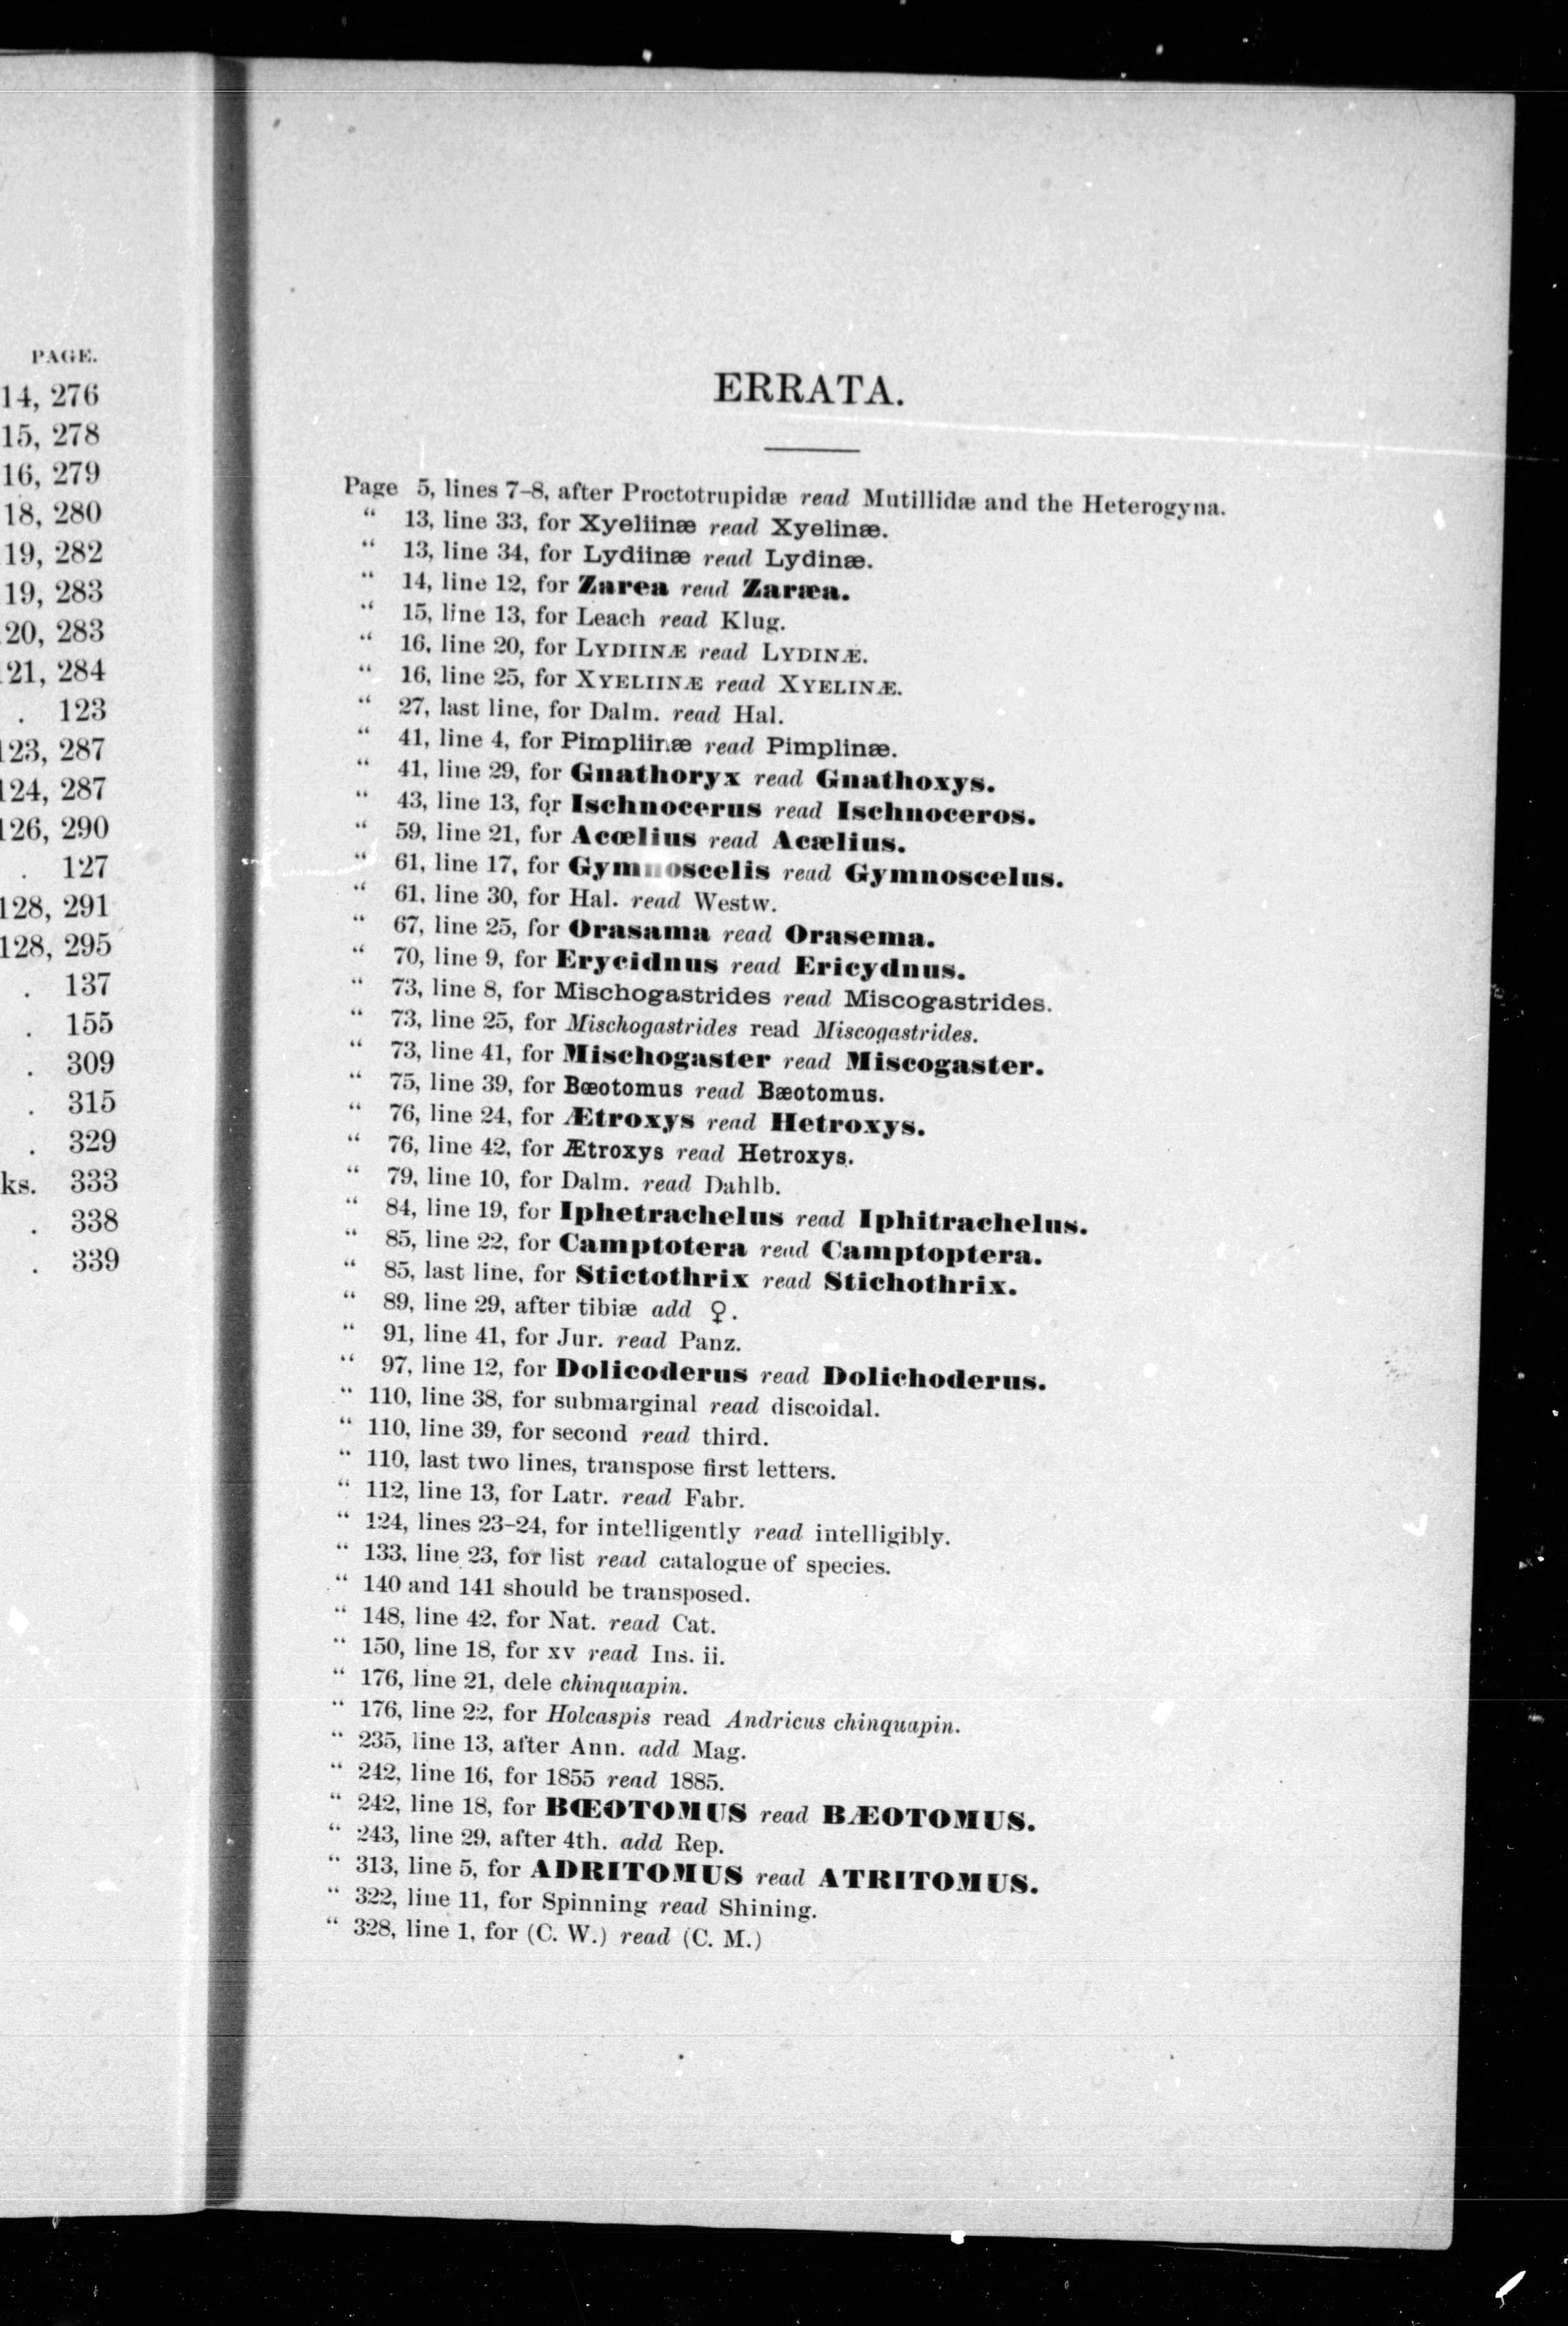 PAGE.
14, 276
15, 278
16, 279
18, 280
19, 282
19, 283
20, 283
121, 284
. 123
123, 287
124, 287
126, 290
. 127
128, 291
128, 295
. 137
. 155
. 309
. 315
. 329
ks. 333
. 338
. 339
ERRATA.
Page 5, lines 7–8, after Proctotrupidæ read Mutillidæ and the Heterogyna.
“ 13, line 33, for Xyeliinæ read Xyelinæ.
“ 13, line 34, for Lydiinæ read Lydinæ.
“ 14, line 12, for Zarea read Zaræa.
“ 15, line 13, for Leach read Klug.
“ 16, line 20, for LYDIINÆ read LYDINÆ.
“ 16, line 25, for XYELIINÆ read XYELINÆ.
“ 27, last line, for Dalm. read Hal.
“ 41, line 4, for Pimpliinæ read Pimplinæ.
“ 41, line 29, for Gnathoryx read Gnathoxys.
“ 43, line 13, for Ischnocerus read Ischnoceros.
“ 59, line 21, for Acœlius read Acælius.
“ 61, line 17, for Gymnoscelis read Gymnoscelus.
“ 61, line 30, for Hal. read Westw.
“ 67, line 25, for Orasama read Orasema.
“ 70, line 9, for Erycidnus read Ericydnus.
“ 73, line 8, for Mischogastrides read Miscogastrides.
“ 73, line 25, for Mischogastrides read Miscogastrides.
“ 73, line 41, for Mischogaster read Miscogaster.
“ 75, line 39, for Bœotomus read Bæotomus.
“ 76, line 24, for Ætroxys read Hetroxys.
“ 76, line 42, for Ætroxys read Hetroxys.
“ 79, line 10, for Dalm. read Dahlb.
“ 84, line 19, for Iphetrachelus read Iphitrachelus.
“ 85, line 22, for Camptotera read Camptoptera.
“ 85, last line, for Stictothrix read Stichothrix.
“ 89, line 29, after tibiæ add ♀.
“ 91, line 41, for Jur. read Panz.
“ 97, line 12, for Dolicoderus read Dolichoderus.
“ 110, line 38, for submarginal read discoidal.
“ 110, line 39, for second read third.
“ 110, last two lines, transpose first letters.
“ 112, line 13, for Latr. read Fabr.
“ 124, lines 23–24, for intelligently read intelligibly.
“ 133, line 23, for list read catalogue of species.
“ 140 and 141 should be transposed.
“ 148, line 42, for Nat. read Cat.
“ 150, line 18, for xv read Ins. ii.
“ 176, line 21, dele chinquapin.
“ 176, line 22, for Holcaspis read Andricus chinquapin.
“ 235, line 13, after Ann. add Mag.
“ 242, line 16, for 1855 read 1885.
“ 242, line 18, for BŒOTOMUS read BÆOTOMUS.
“ 243, line 29, after 4th. add Rep.
“ 313, line 5, for ADRITOMUS read ATRITOMUS.
“ 322, line 11, for Spinning read Shining.
“ 328, line 1, for (C. W.) read (C. M.)